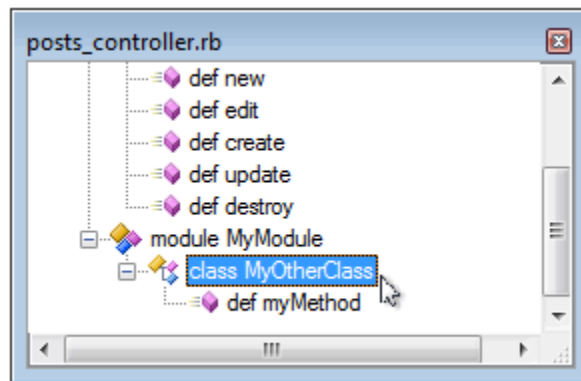 posts_controller.rb
def new
def edit
def create
def update
def destroy
module MyModule
class MyOtherClass
def myMethod